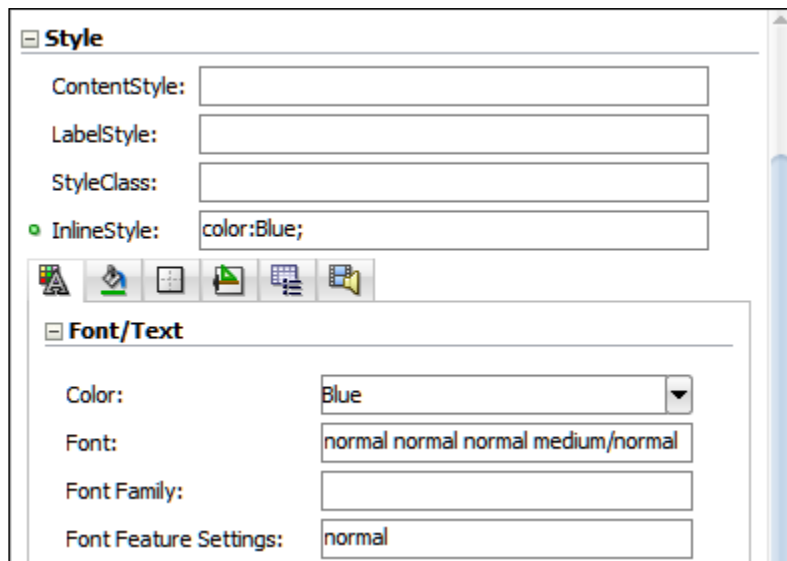 Style
ContentStyle:
LabelStyle:
StyleClass:
InlineStyle: color:Blue;
Font/Text
Color: Blue
Font: normal normal normal medium/normal
Font Family:
Font Feature Settings: normal